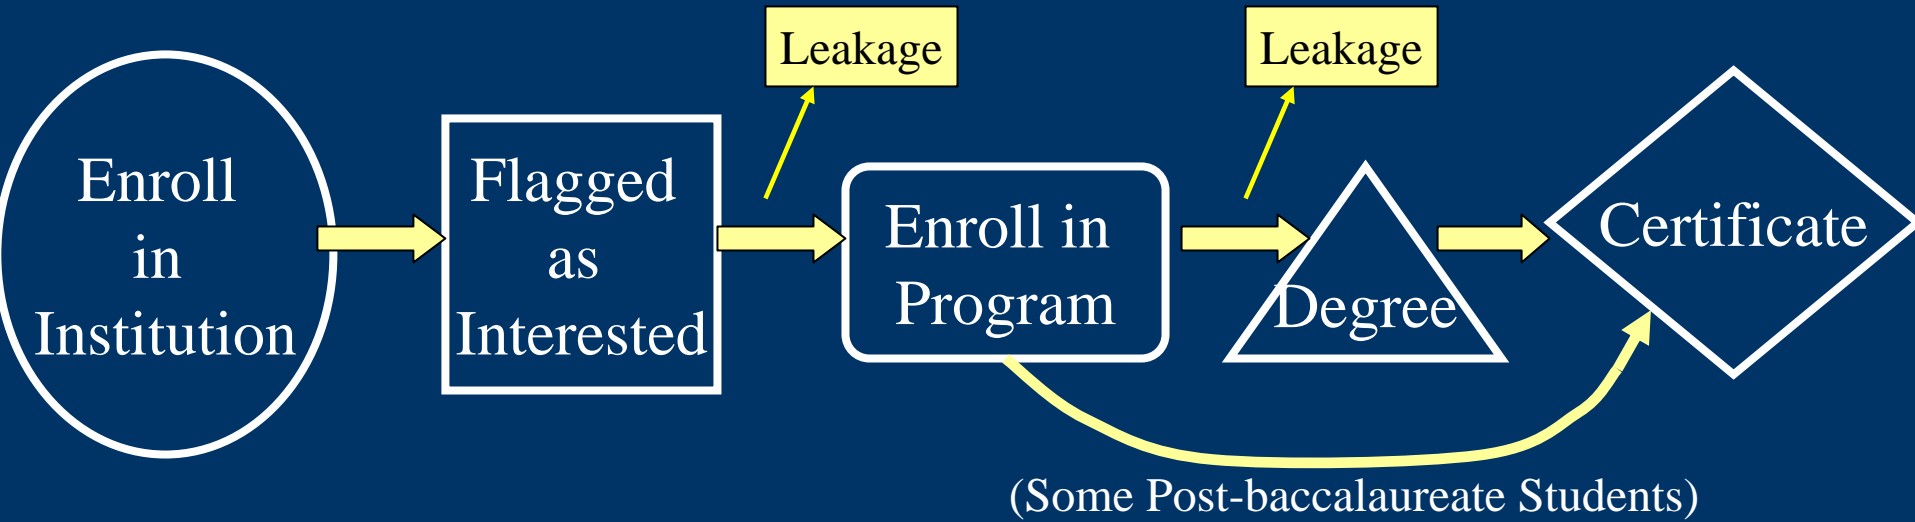 Leakage
Leakage
Enroll
in
Institution
Flagged
as
Interested
Enroll in
Program
Degree
Certificate
(Some Post-baccalaureate Students)